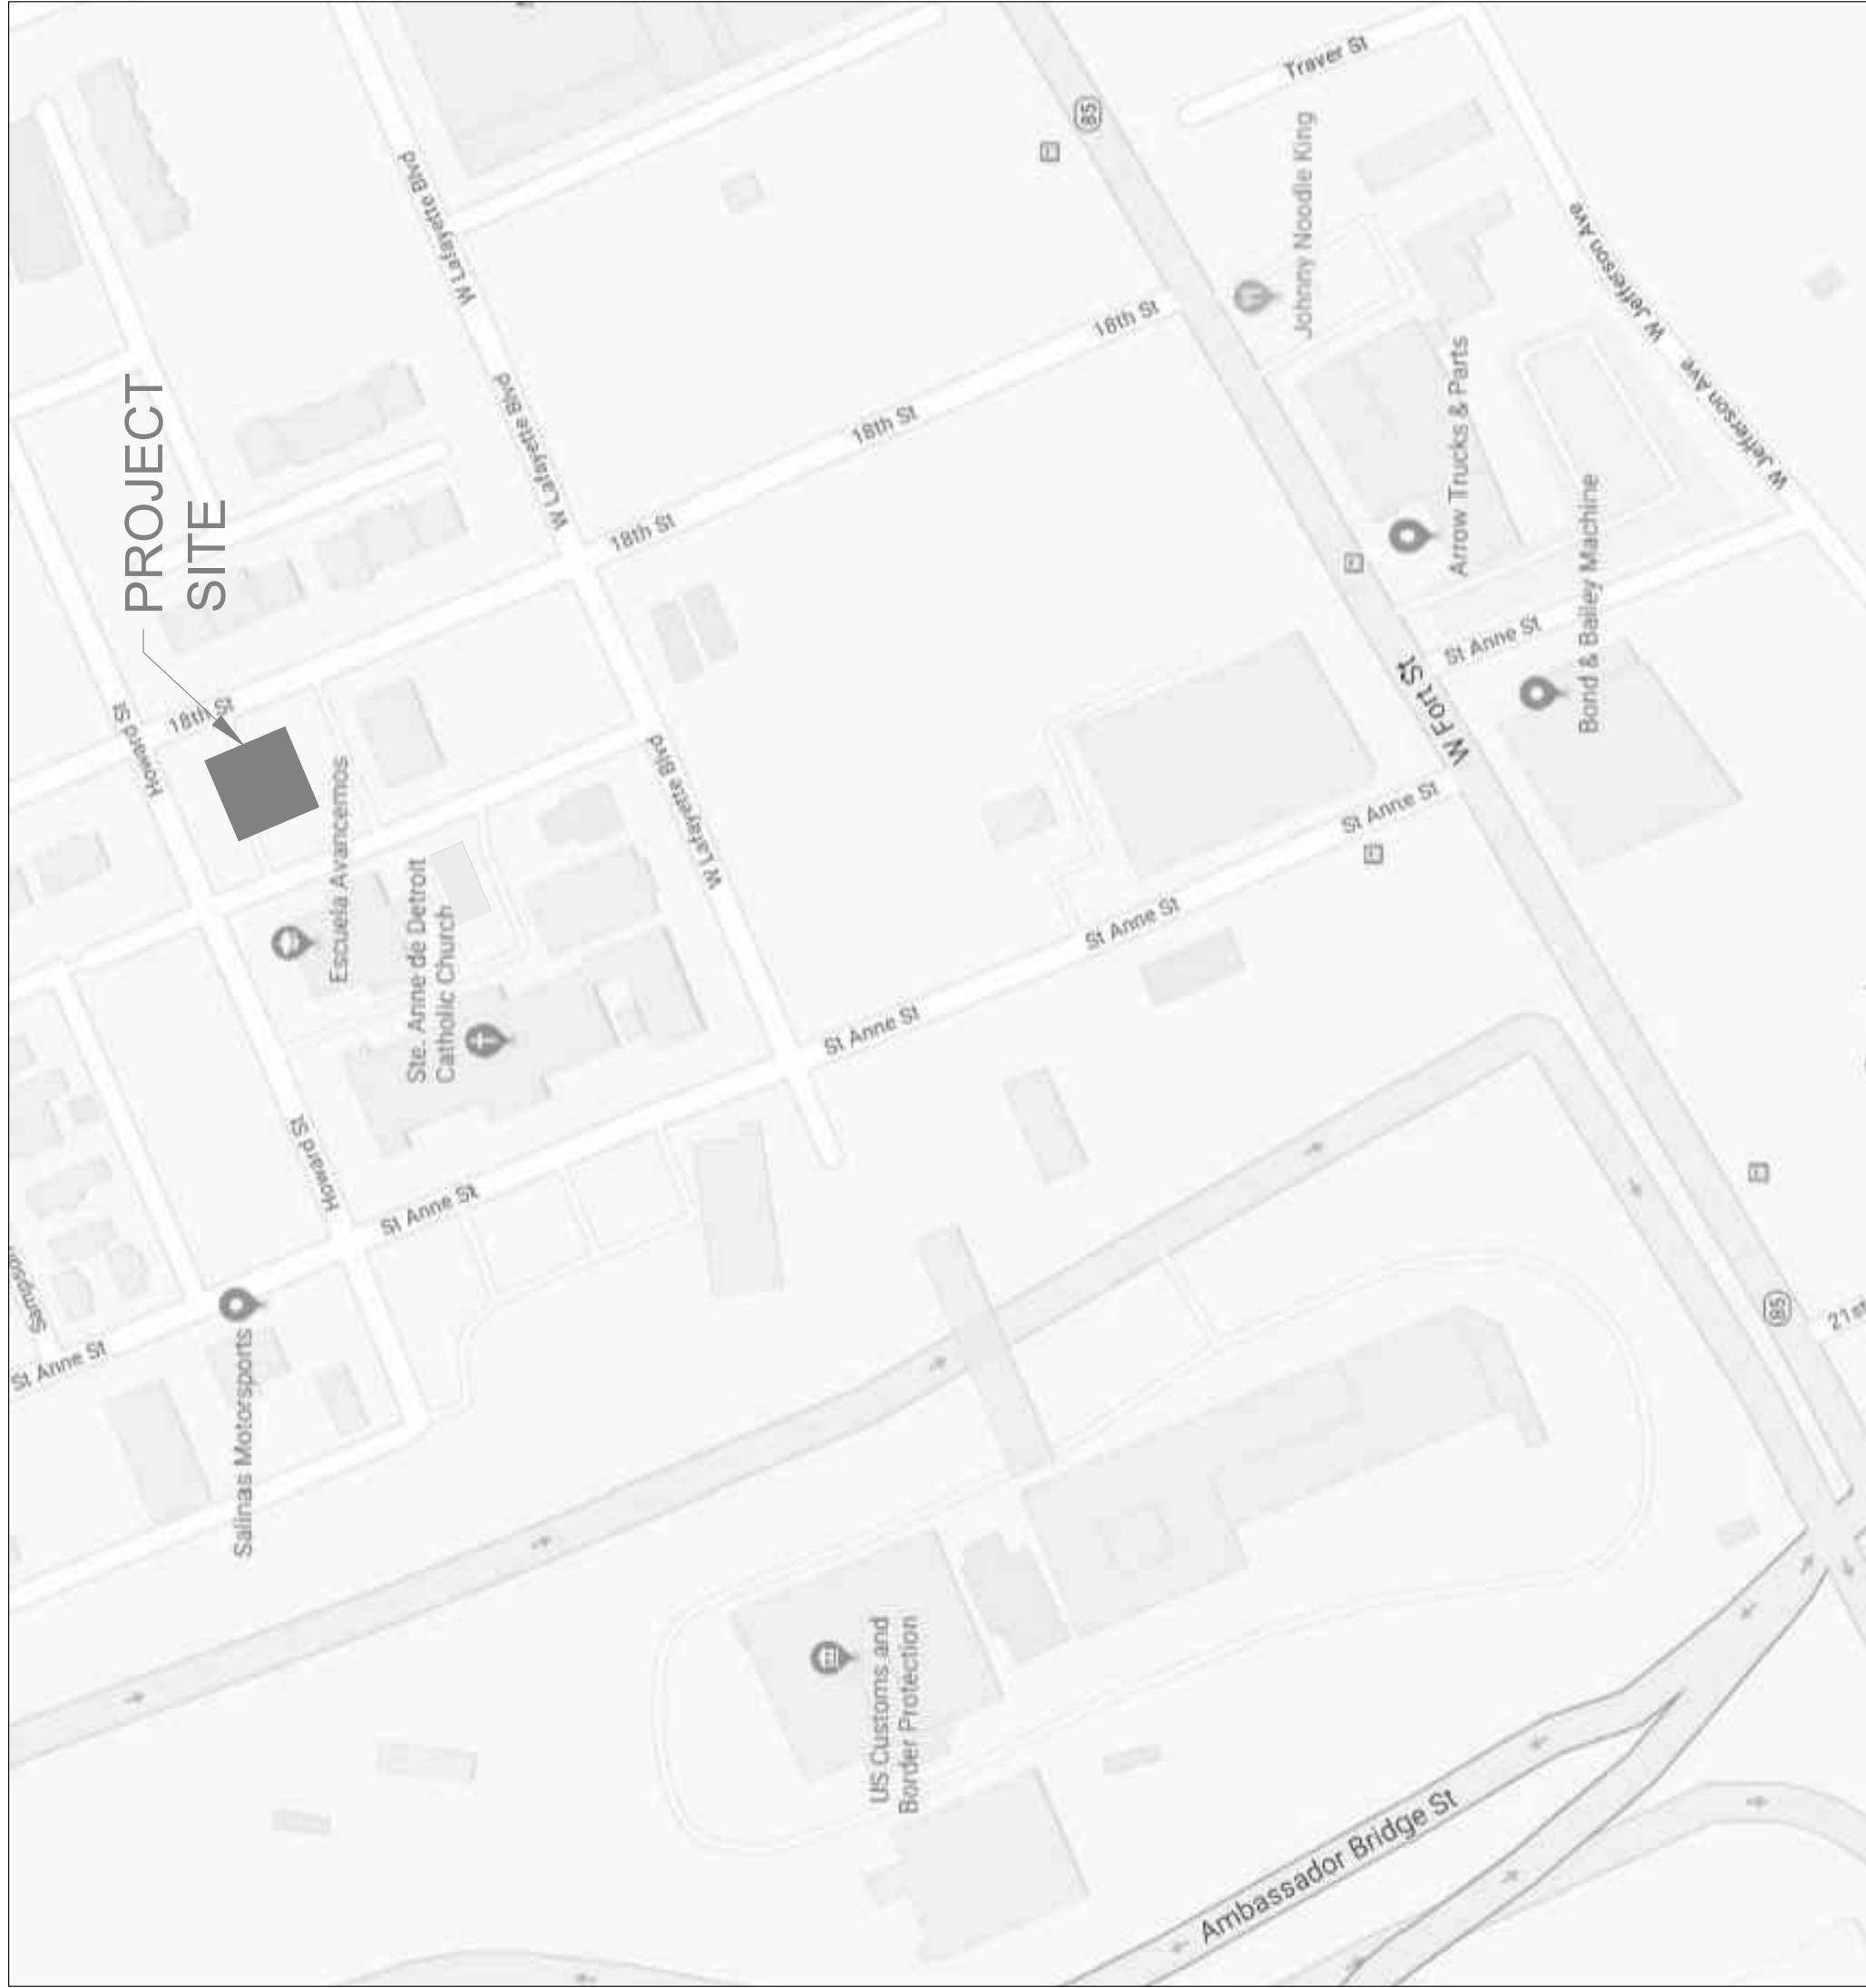 PROJECT
SITE
Howard St
18th St
Escuela Avancemos
Ste. Anne de Detroit
Catholic Church
Howard St
St Anne St
Sampson
St Anne St
Salinas Motorsports
W Lafayette Blvd
W Lafayette Blvd
W Lafayette Blvd
18th St
18th St
18th St
St Anne St
St Anne St
St Anne St
W Fort St
St Anne St
85
Traver St
Johnny Noodle King
Arrow Trucks & Parts
Bond & Bailey Machine
W Jefferson Ave
W Jefferson Ave
85
21st
US Customs and
Border Protection
Ambassador Bridge St